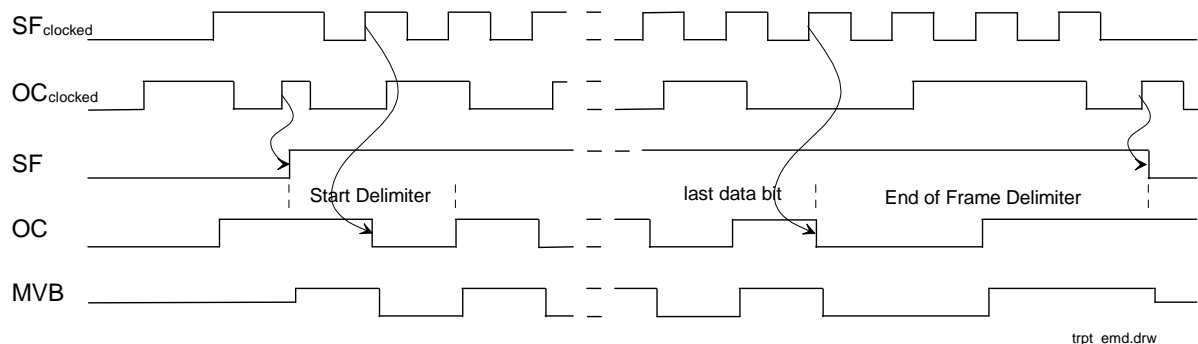 SFclocked
OCclocked
SF
Start Delimiter
last data bit
End of Frame Delimiter
OC
MVB
trpt_emd.drw